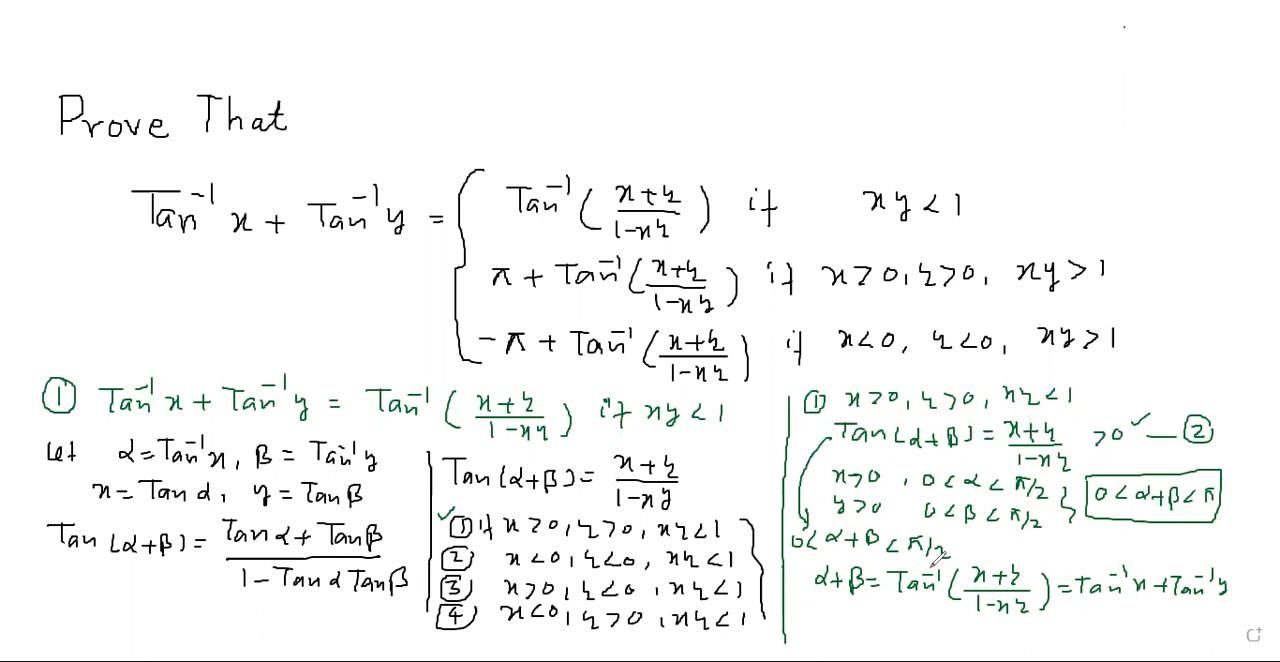 Prove That
Tan⁻¹x + Tan⁻¹y = { Tan⁻¹(x+y/1-xy) if xy < 1
π + Tan⁻¹(x+y/1-xy) if x>0, y>0, xy > 1
-π + Tan⁻¹(x+y/1-xy) if x<0, y<0, xy > 1
① Tan⁻¹x + Tan⁻¹y = Tan⁻¹(x+y/1-xy) if xy < 1
Let α = Tan⁻¹x, β = Tan⁻¹y
x = Tan α, y = Tan β
Tan(α+β) = Tan α + Tan β / 1 - Tan α Tan β
Tan(α+β) = x+y/1-xy
✓① if x>0, y>0, xy<1
② x<0, y<0, xy<1
③ x>0, y<0, xy<1
④ x<0, y>0, xy<1
① x>0, y>0, xy<1
Tan(α+β) = x+y/1-xy >0 ✓ — ②
x>0, 0<α<π/2
y>0 0<β<π/2 } 0<α+β<π
0<α+β<π/2
α+β = Tan⁻¹(x+y/1-xy) = Tan⁻¹x + Tan⁻¹y